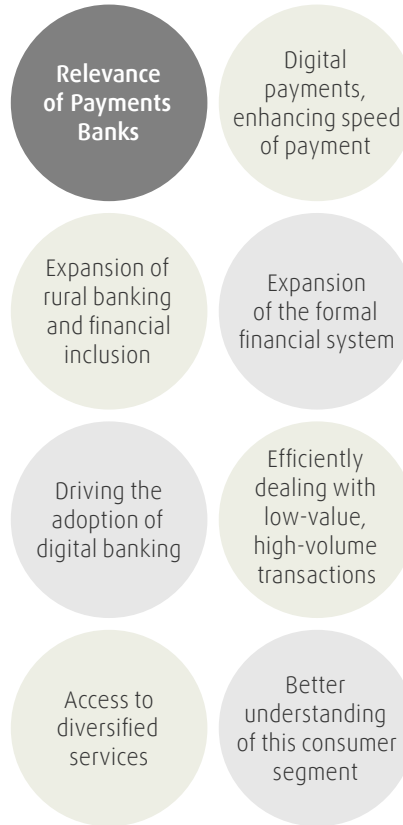 Relevance
of Payments
Banks
Digital
payments,
enhancing speed
of payment
Expansion of
rural banking
and financial
inclusion
Expansion
of the formal
financial system
Driving the
adoption of
digital banking
Efficiently
dealing with
low-value,
high-volume
transactions
Access to
diversified
services
Better
understanding
of this consumer
segment